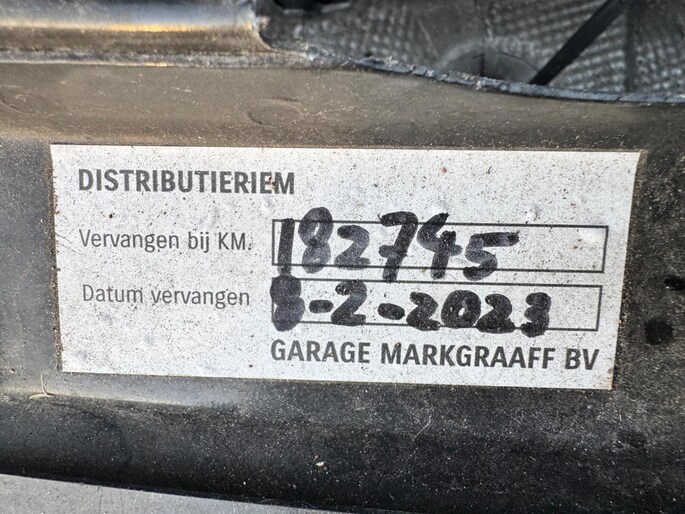 DISTRIBUTIERIEM
Vervangen bij KM. 182745
Datum vervangen 8-2-2023
GARAGE MARKGRAAFF BV